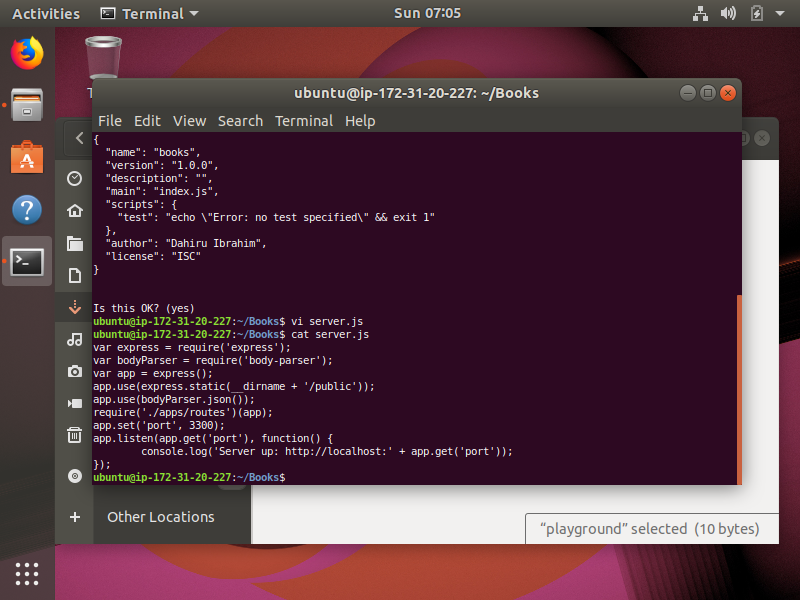 Activities
Terminal
Sun 07:05
ubuntu@ip-172-31-20-227: ~/Books
File Edit View Search Terminal Help
{
  "name": "books",
  "version": "1.0.0",
  "description": "",
  "main": "index.js",
  "scripts": {
    "test": "echo \"Error: no test specified\" && exit 1"
  },
  "author": "Dahiru Ibrahim",
  "license": "ISC"
}
Is this OK? (yes)
ubuntu@ip-172-31-20-227:~/Books$ vi server.js
ubuntu@ip-172-31-20-227:~/Books$ cat server.js
var express = require('express');
var bodyParser = require('body-parser');
var app = express();
app.use(express.static(__dirname + '/public'));
app.use(bodyParser.json());
require('./apps/routes')(app);
app.set('port', 3300);
app.listen(app.get('port'), function() {
        console.log('Server up: http://localhost:' + app.get('port'));
});
ubuntu@ip-172-31-20-227:~/Books$
Other Locations
“playground” selected (10 bytes)